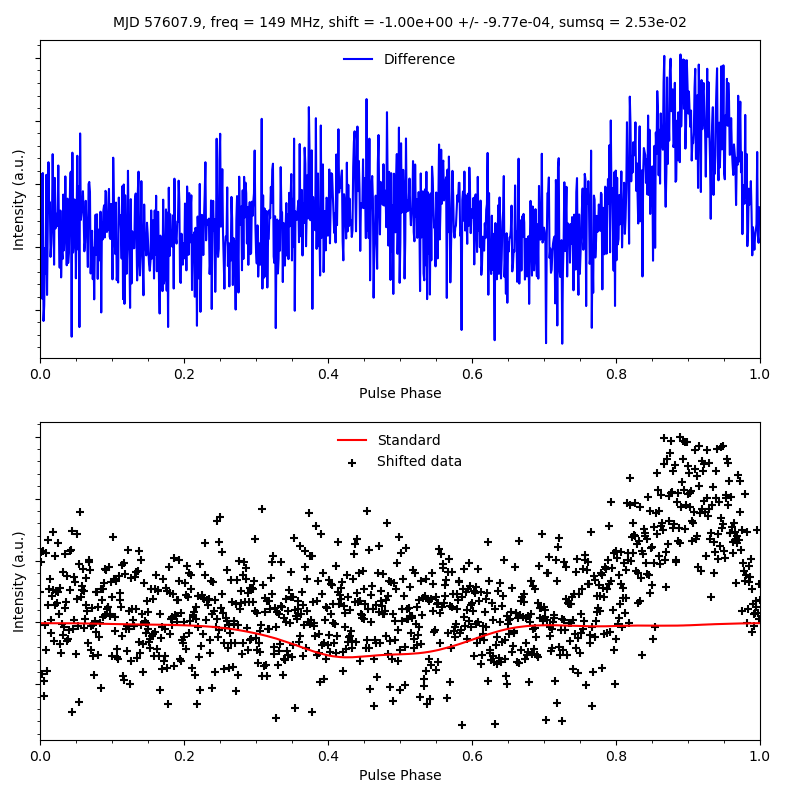 MJD 57607.9, freq = 149 MHz, shift = -1.00e+00 +/- -9.77e-04, sumsq = 2.53e-02
Difference
Intensity (a.u.)
0.0 0.2 0.4 0.6 0.8 1.0
Pulse Phase
Standard
Shifted data
Intensity (a.u.)
0.0 0.2 0.4 0.6 0.8 1.0
Pulse Phase